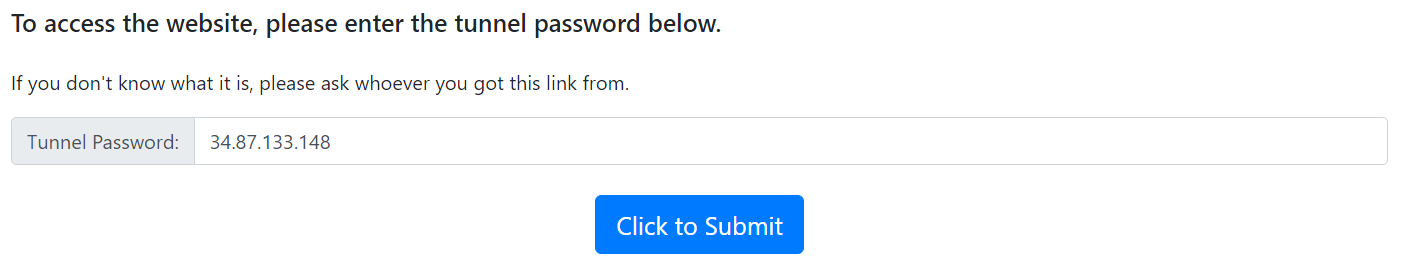 To access the website, please enter the tunnel password below.
If you don't know what it is, please ask whoever you got this link from.
Tunnel Password: 34.87.133.148
Click to Submit